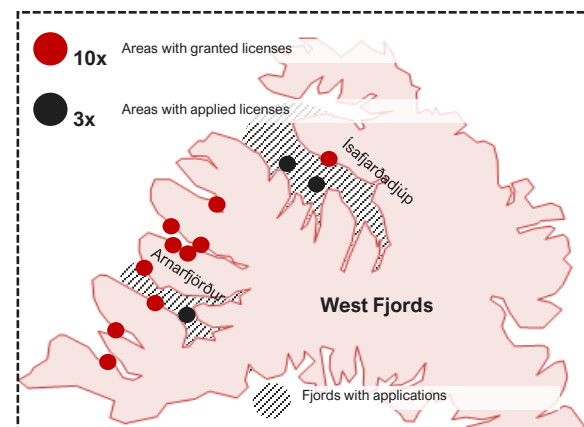 10x Areas with granted licenses
3x Areas with applied licenses
Ísafjarðadjúp
Arnarfjörður
West Fjords
Fjords with applications